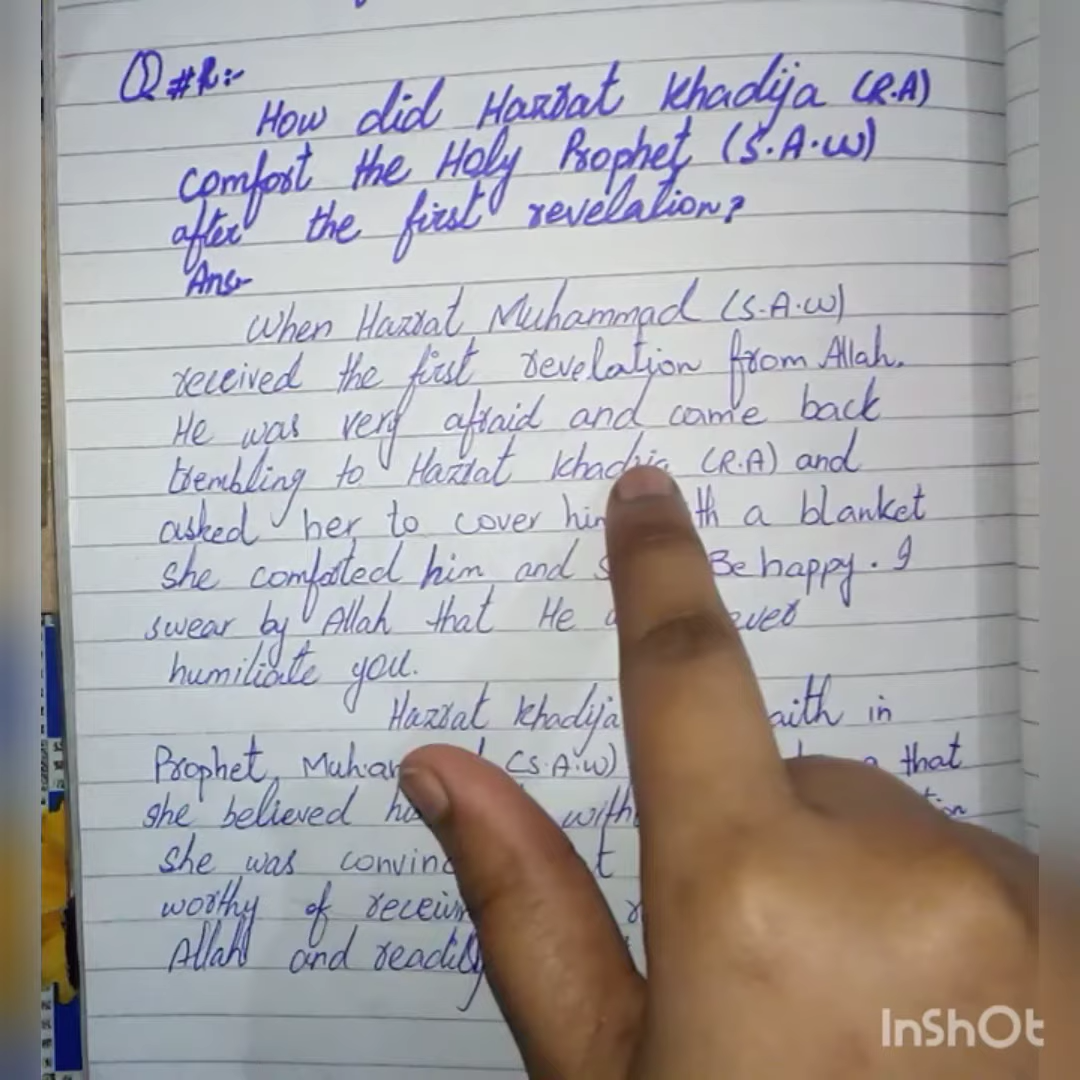 Q#2:-
How did Hazrat Khadija (R.A)
comfort the Holy Prophet (S.A.W)
after the first revelation?
Ans:-
When Hazrat Muhammad (S.A.W)
received the first revelation from Allah.
He was very afraid and came back
trembling to Hazrat Khadija (R.A) and
asked her to cover him a blanket
she comforted him and Be happy. I
swear by Allah that He
humiliate you.
Hazrat Khadija in
Prophet (S.A.W) that
she believed
she was
worthy of
Allah and readily
InShOt